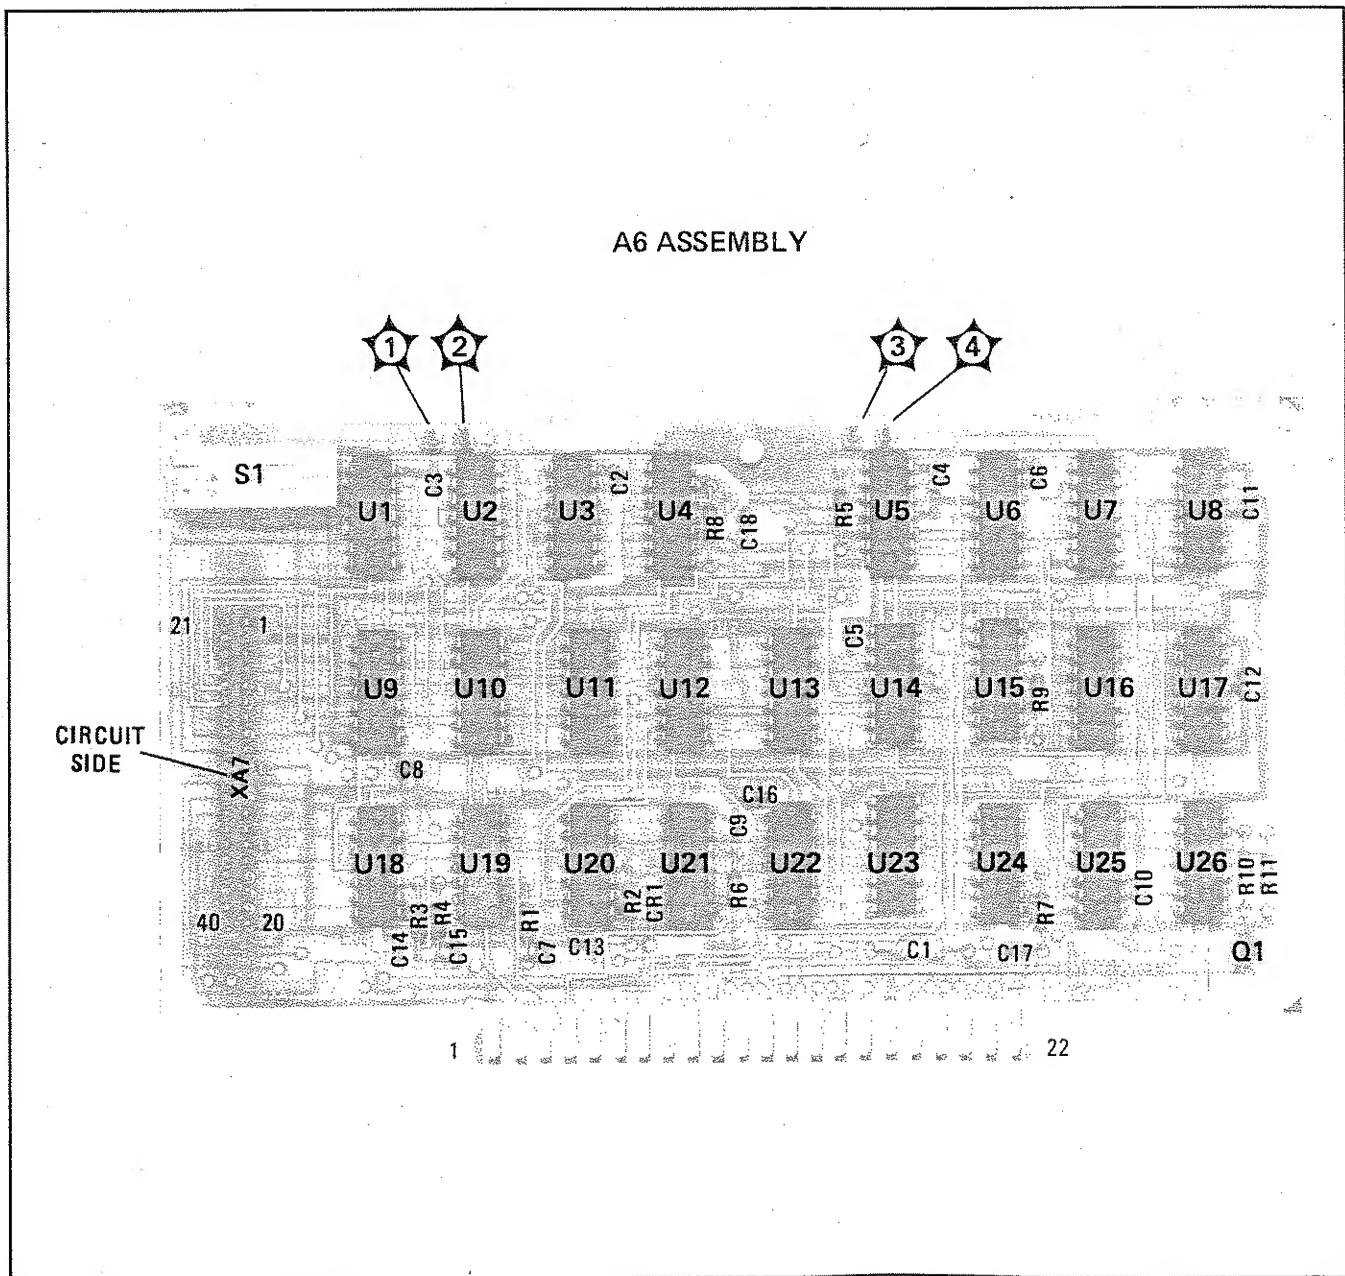 A6 ASSEMBLY
1 2 3 4
S1
U1 C3 U2 U3 C2 U4 R8 C18 R5 U5 C4 U6 C6 U7 U8 C11
21 1
U9 U10 U11 U12 U13 C5 U14 U15 R9 U16 U17 C12
CIRCUIT
SIDE
XA7
C8
C16
U18 U19 U20 U21 C9 U22 U23 U24 U25 U26
40 20
C14 R3 R4 C15 R1 C7 C13 R2 CR1 R6 C1 C17 R7 C10 R10 R11
Q1
1 22